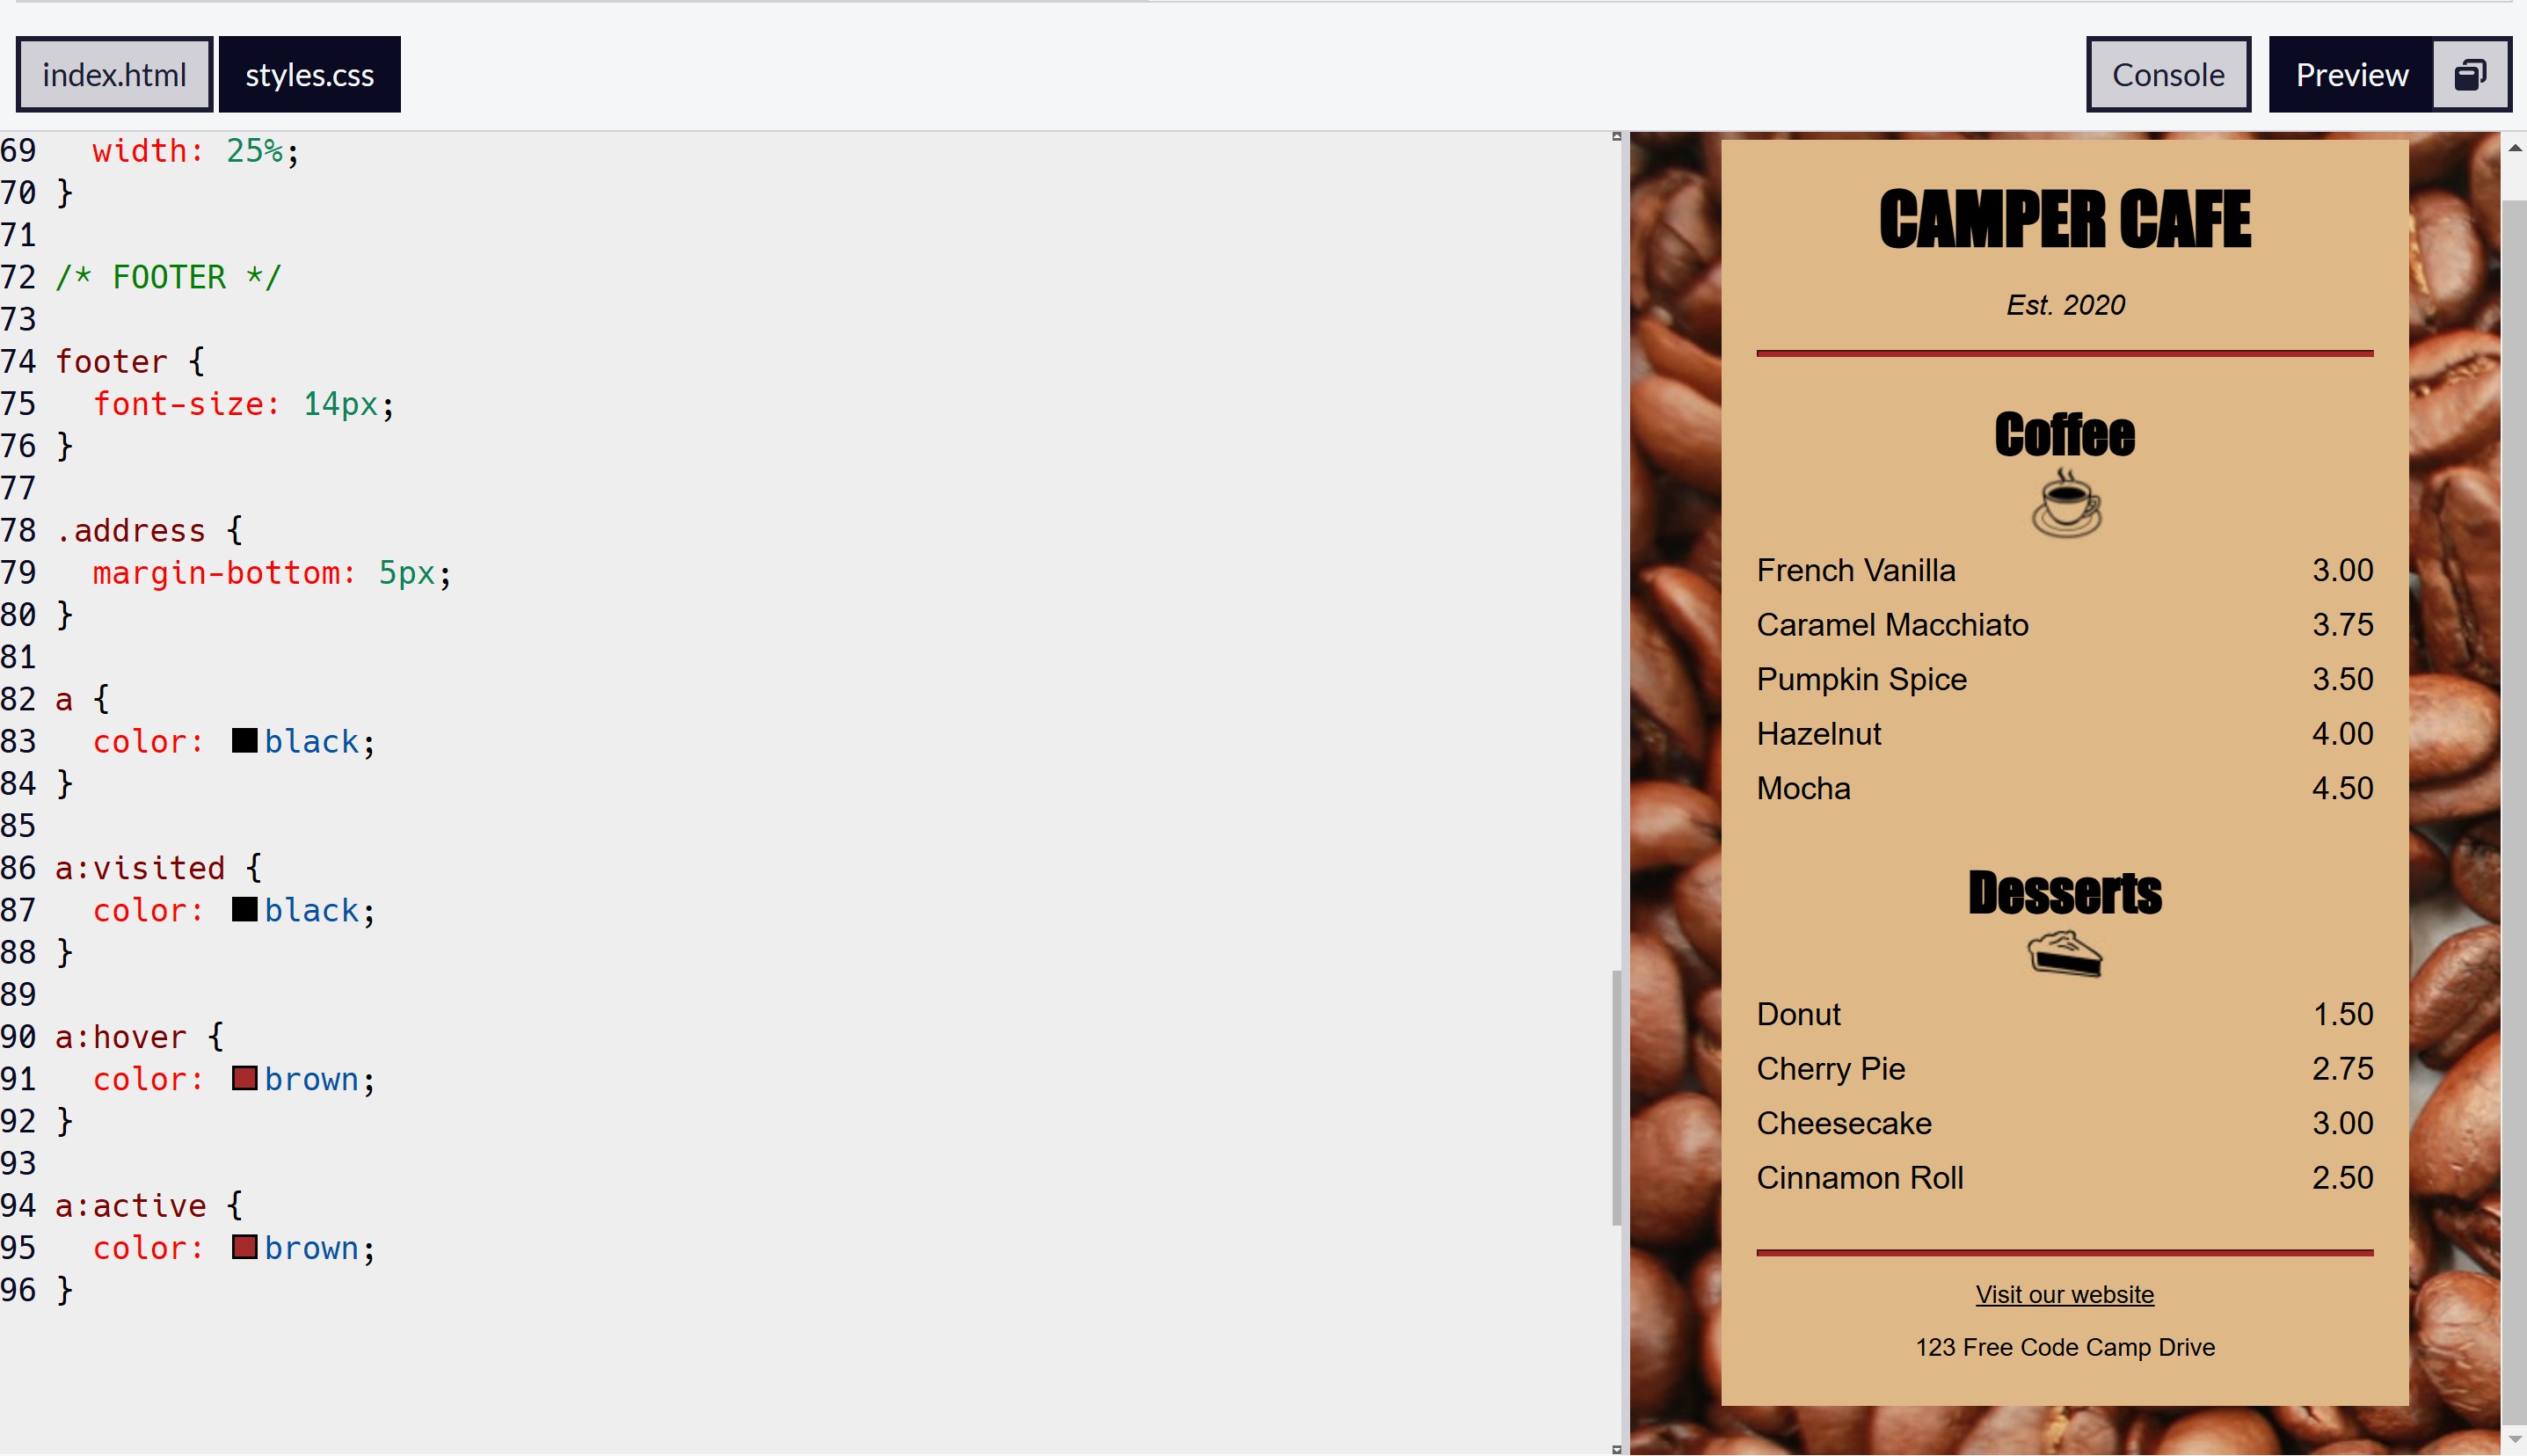 index.html styles.css Console Preview
69 width: 25%;
70 }
71
72 /* FOOTER */
73
74 footer {
75 font-size: 14px;
76 }
77
78 .address {
79 margin-bottom: 5px;
80 }
81
82 a {
83 color: black;
84 }
85
86 a:visited {
87 color: black;
88 }
89
90 a:hover {
91 color: brown;
92 }
93
94 a:active {
95 color: brown;
96 }
CAMPER CAFE
Est. 2020
Coffee
French Vanilla 3.00
Caramel Macchiato 3.75
Pumpkin Spice 3.50
Hazelnut 4.00
Mocha 4.50
Desserts
Donut 1.50
Cherry Pie 2.75
Cheesecake 3.00
Cinnamon Roll 2.50
Visit our website
123 Free Code Camp Drive